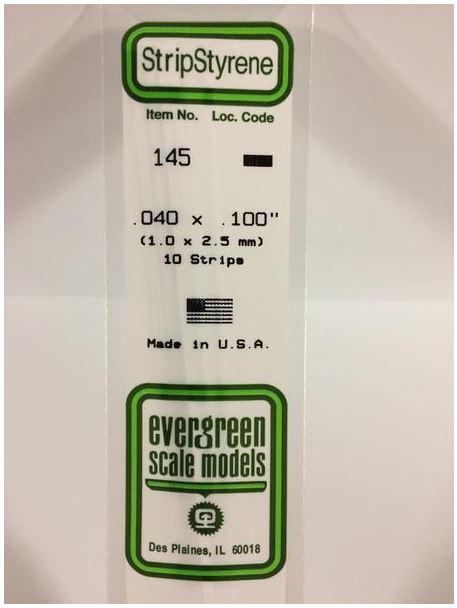 StripStyrene
Item No. Loc. Code
145
.040 x .100"
(1.0 x 2.5 mm)
10 Strips
Made in U.S.A.
evergreen
scale models
Des Plaines, IL 60018